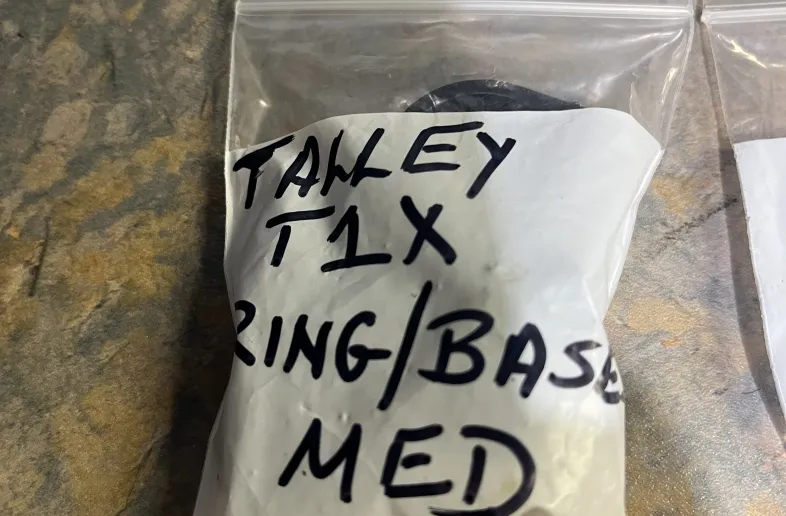 TALLEY
T1X
RING/BASE
MED